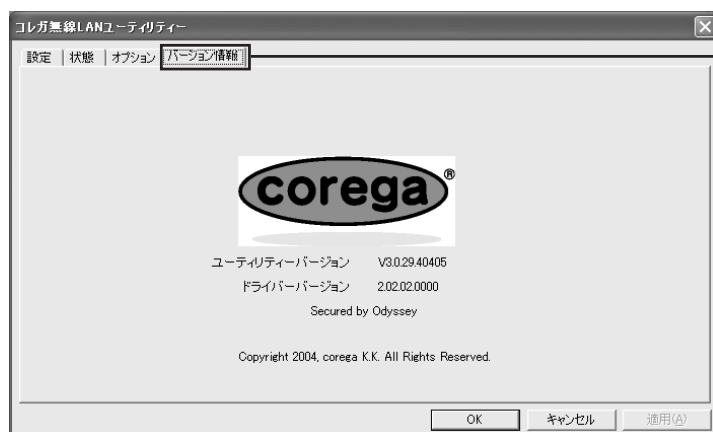 コレガ無線LANユーティリティー
設定 状態 オプション バージョン情報
corega ®
ユーティリティーバージョン V3.0.29.40405
ドライバーバージョン 2.02.02.0000
Secured by Odyssey
Copyright 2004, corega K.K. All Rights Reserved.
OK キャンセル 適用(A)